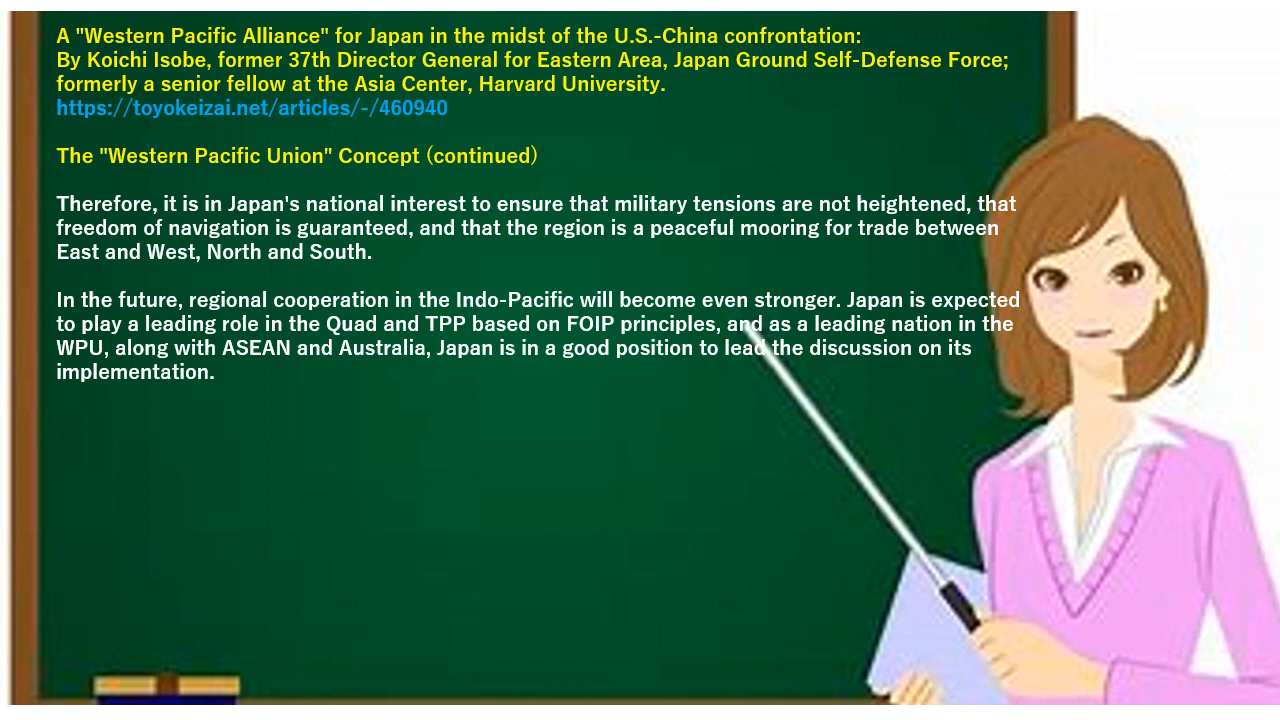 A "Western Pacific Alliance" for Japan in the midst of the U.S.-China confrontation:
By Koichi Isobe, former 37th Director General for Eastern Area, Japan Ground Self-Defense Force;
formerly a senior fellow at the Asia Center, Harvard University.
https://toyokeizai.net/articles/-/460940
The "Western Pacific Union" Concept (continued)
Therefore, it is in Japan's national interest to ensure that military tensions are not heightened, that
freedom of navigation is guaranteed, and that the region is a peaceful mooring for trade between
East and West, North and South.
In the future, regional cooperation in the Indo-Pacific will become even stronger. Japan is expected
to play a leading role in the Quad and TPP based on FOIP principles, and as a leading nation in the
WPU, along with ASEAN and Australia, Japan is in a good position to lead the discussion on its
implementation.